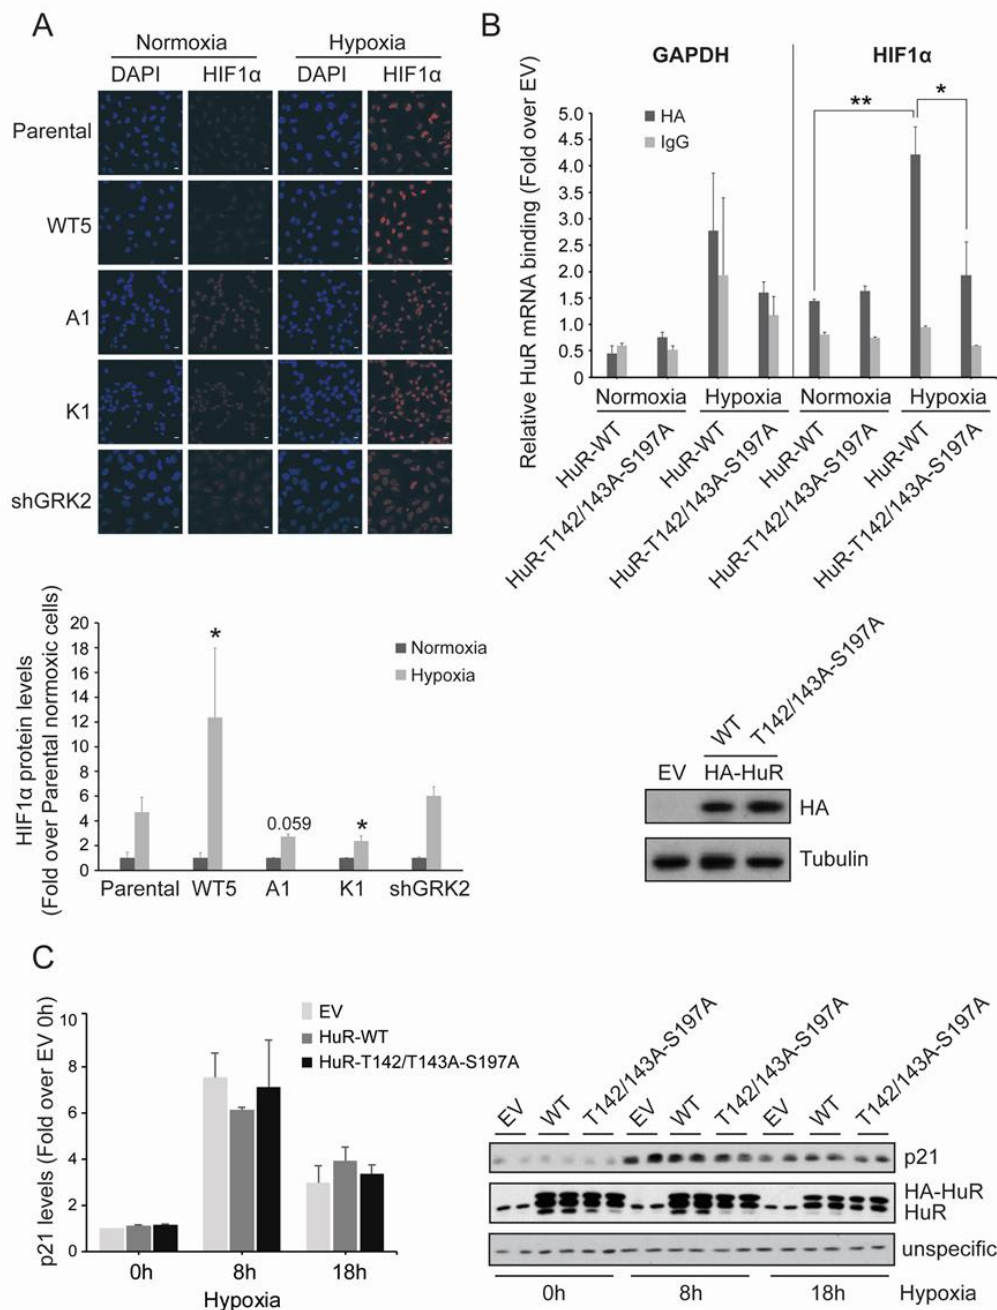 A
Normoxia Hypoxia
DAPI HIF1α DAPI HIF1α
Parental
WT5
A1
K1
shGRK2
HIF1α protein levels
(Fold over Parental normoxic cells)
20
18
16
14
12
10
8
6
4
2
0
*
0.059
*
Normoxia
Hypoxia
Parental WT5 A1 K1 shGRK2
B
GAPDH HIF1α
Relative HuR mRNA binding (Fold over EV)
5.0
4.5
4.0
3.5
3.0
2.5
2.0
1.5
1.0
0.5
0
HA
IgG
** *
Normoxia Hypoxia Normoxia Hypoxia
HuR-WT
HuR-T142/143A-S197A
HuR-WT
HuR-T142/143A-S197A
HuR-WT
HuR-T142/143A-S197A
HuR-WT
HuR-T142/143A-S197A
WT
T142/143A-S197A
EV HA-HuR
HA
Tubulin
C
p21 levels (Fold over EV 0h)
10
8
6
4
2
0
EV
HuR-WT
HuR-T142/T143A-S197A
0h 8h 18h
Hypoxia
EV WT T142/143A-S197A EV WT T142/143A-S197A EV WT T142/143A-S197A
p21
HA-HuR
HuR
unspecific
0h 8h 18h Hypoxia